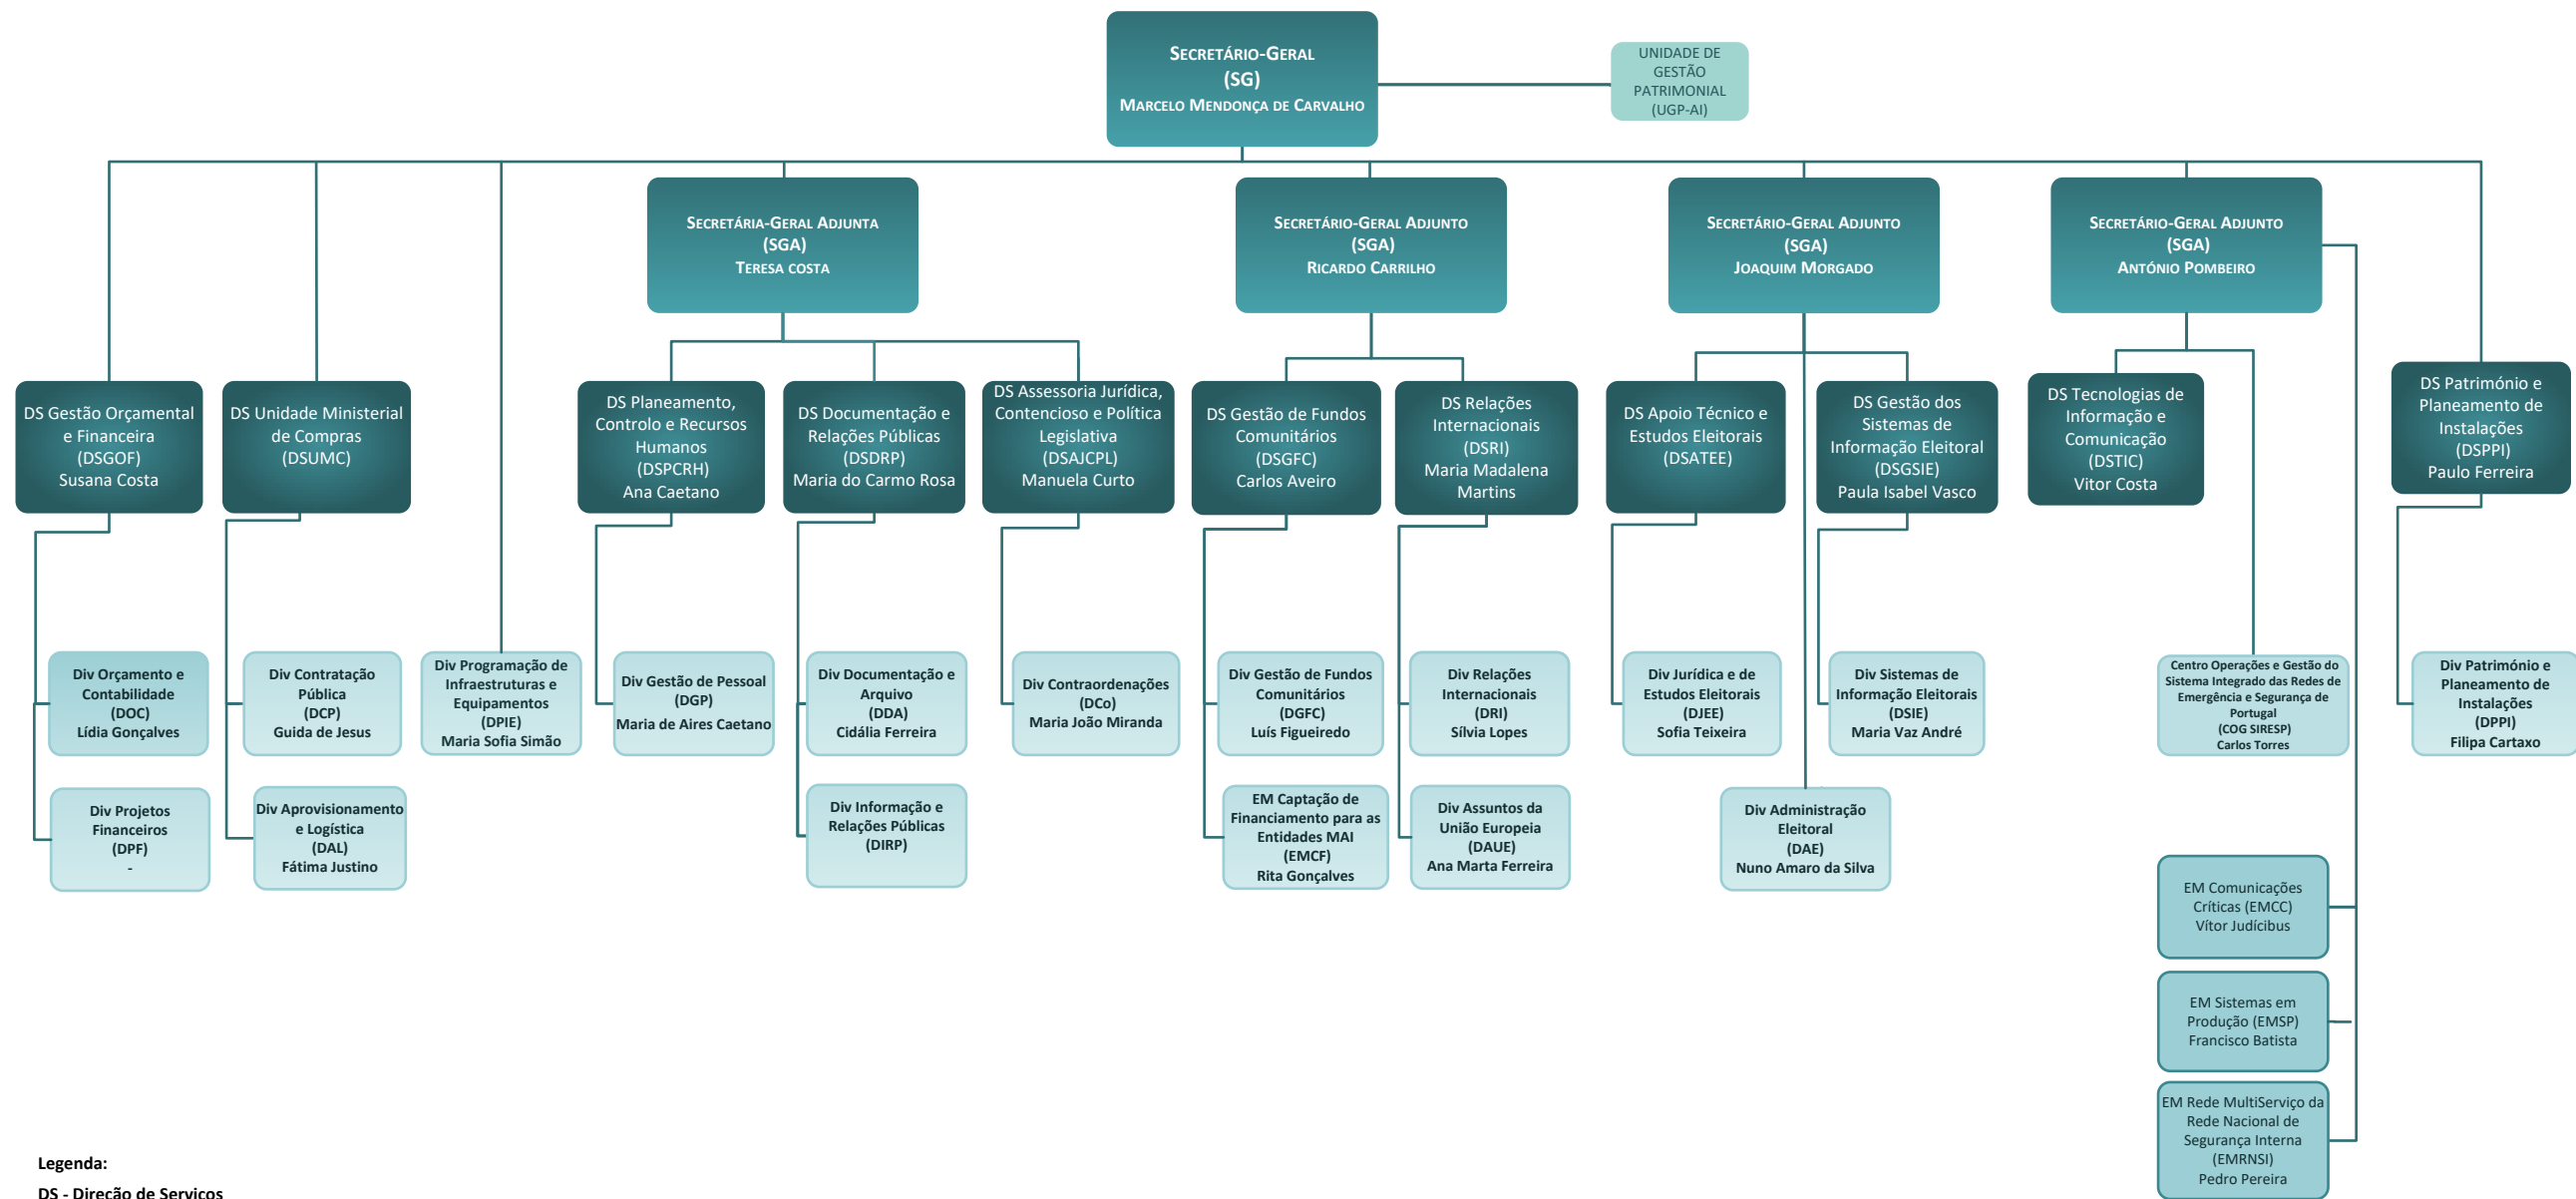 SECRETÁRIO-GERAL
(SG)
MARCELO MENDONÇA DE CARVALHO
UNIDADE DE
GESTÃO
PATRIMONIAL
(UGP-AI)
SECRETÁRIA-GERAL ADJUNTA
(SGA)
TERESA COSTA
SECRETÁRIO-GERAL ADJUNTO
(SGA)
RICARDO CARRILHO
SECRETÁRIO-GERAL ADJUNTO
(SGA)
JOAQUIM MORGADO
SECRETÁRIO-GERAL ADJUNTO
(SGA)
ANTÓNIO POMBEIRO
DS Gestão Orçamental
e Financeira
(DSGOF)
Susana Costa
DS Unidade Ministerial
de Compras
(DSUMC)
DS Planeamento,
Controlo e Recursos
Humanos
(DSPCRH)
Ana Caetano
DS Documentação e
Relações Públicas
(DSDRP)
Maria do Carmo Rosa
DS Assessoria Jurídica,
Contencioso e Política
Legislativa
(DSAJCPL)
Manuela Curto
DS Gestão de Fundos
Comunitários
(DSGFC)
Carlos Aveiro
DS Relações
Internacionais
(DSRI)
Maria Madalena
Martins
DS Apoio Técnico e
Estudos Eleitorais
(DSATEE)
DS Gestão dos
Sistemas de
Informação Eleitoral
(DSGSIE)
Paula Isabel Vasco
DS Tecnologias de
Informação e
Comunicação
(DSTIC)
Vitor Costa
DS Património e
Planeamento de
Instalações
(DSPPI)
Paulo Ferreira
Div Orçamento e
Contabilidade
(DOC)
Lídia Gonçalves
Div Contratação
Pública
(DCP)
Guida de Jesus
Div Programação de
Infraestruturas e
Equipamentos
(DPIE)
Maria Sofia Simão
Div Gestão de Pessoal
(DGP)
Maria de Aires Caetano
Div Documentação e
Arquivo
(DDA)
Cidália Ferreira
Div Contraordenações
(DCo)
Maria João Miranda
Div Gestão de Fundos
Comunitários
(DGFC)
Luís Figueiredo
Div Relações
Internacionais
(DRI)
Sílvia Lopes
Div Jurídica e de
Estudos Eleitorais
(DJEE)
Sofia Teixeira
Div Sistemas de
Informação Eleitorais
(DSIE)
Maria Vaz André
Centro Operações e Gestão do
Sistema Integrado das Redes de
Emergência e Segurança de
Portugal
(COG SIRESP)
Carlos Torres
Div Património e
Planeamento de
Instalações
(DPPI)
Filipa Cartaxo
Div Projetos
Financeiros
(DPF)
-
Div Aprovisionamento
e Logística
(DAL)
Fátima Justino
Div Informação e
Relações Públicas
(DIRP)
EM Captação de
Financiamento para as
Entidades MAI
(EMCF)
Rita Gonçalves
Div Assuntos da
União Europeia
(DAUE)
Ana Marta Ferreira
Div Administração
Eleitoral
(DAE)
Nuno Amaro da Silva
EM Comunicações
Críticas (EMCC)
Vítor Judícibus
EM Sistemas em
Produção (EMSP)
Francisco Batista
EM Rede MultiServiço da
Rede Nacional de
Segurança Interna
(EMRNSI)
Pedro Pereira
Legenda:
DS - Direção de Serviços